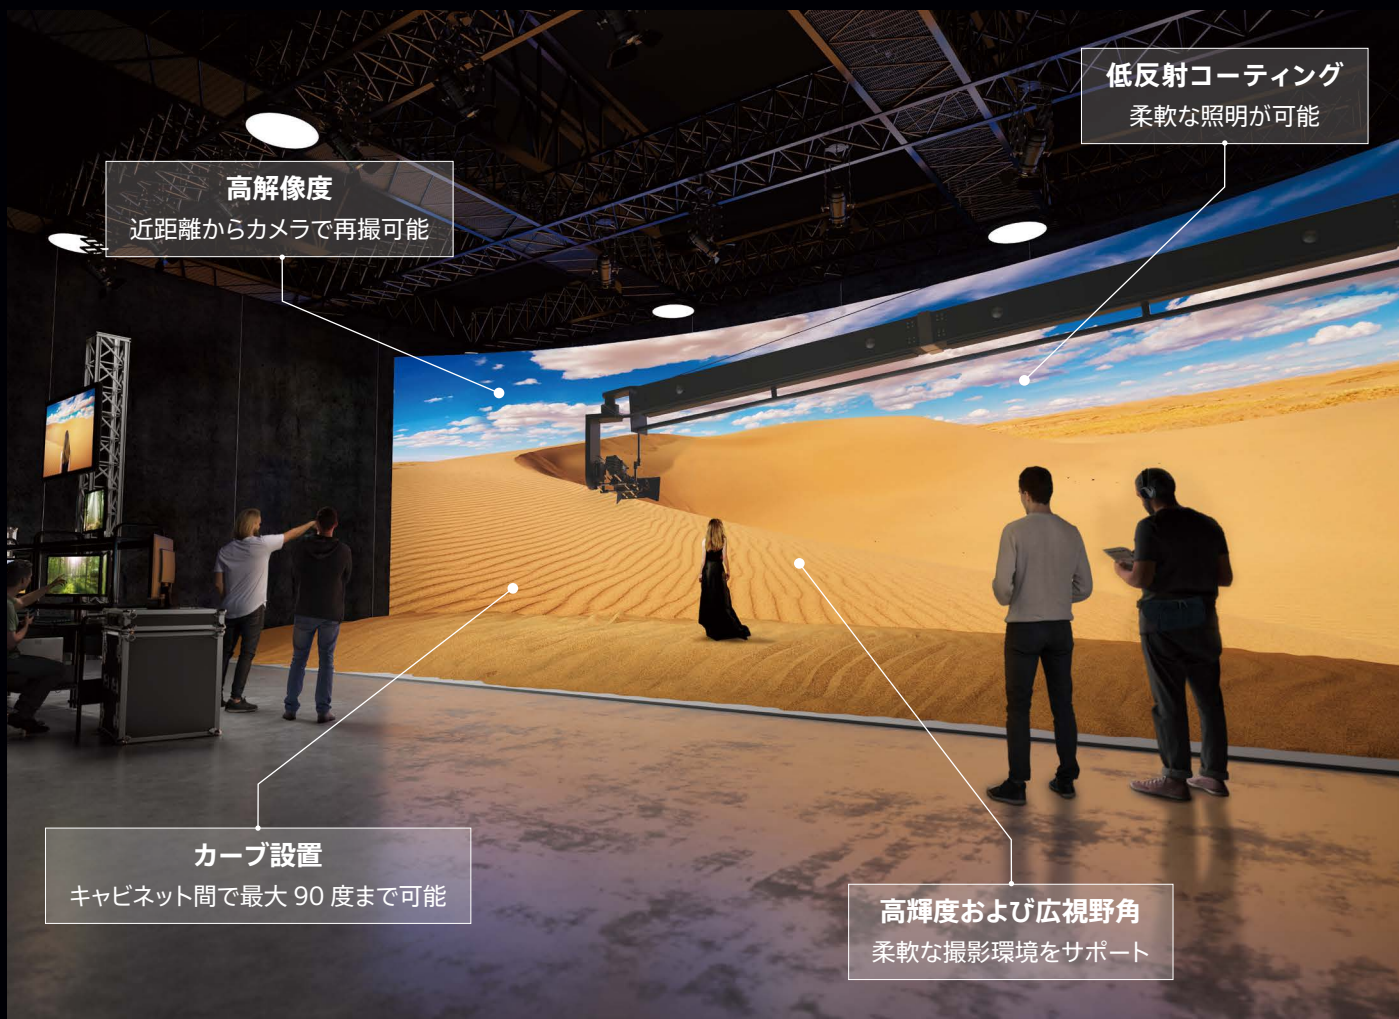 低反射コーティング
柔軟な照明が可能
高解像度
近距離からカメラで再撮可能
カーブ設置
キャビネット間で最大 90 度まで可能
高輝度および広視野角
柔軟な撮影環境をサポート